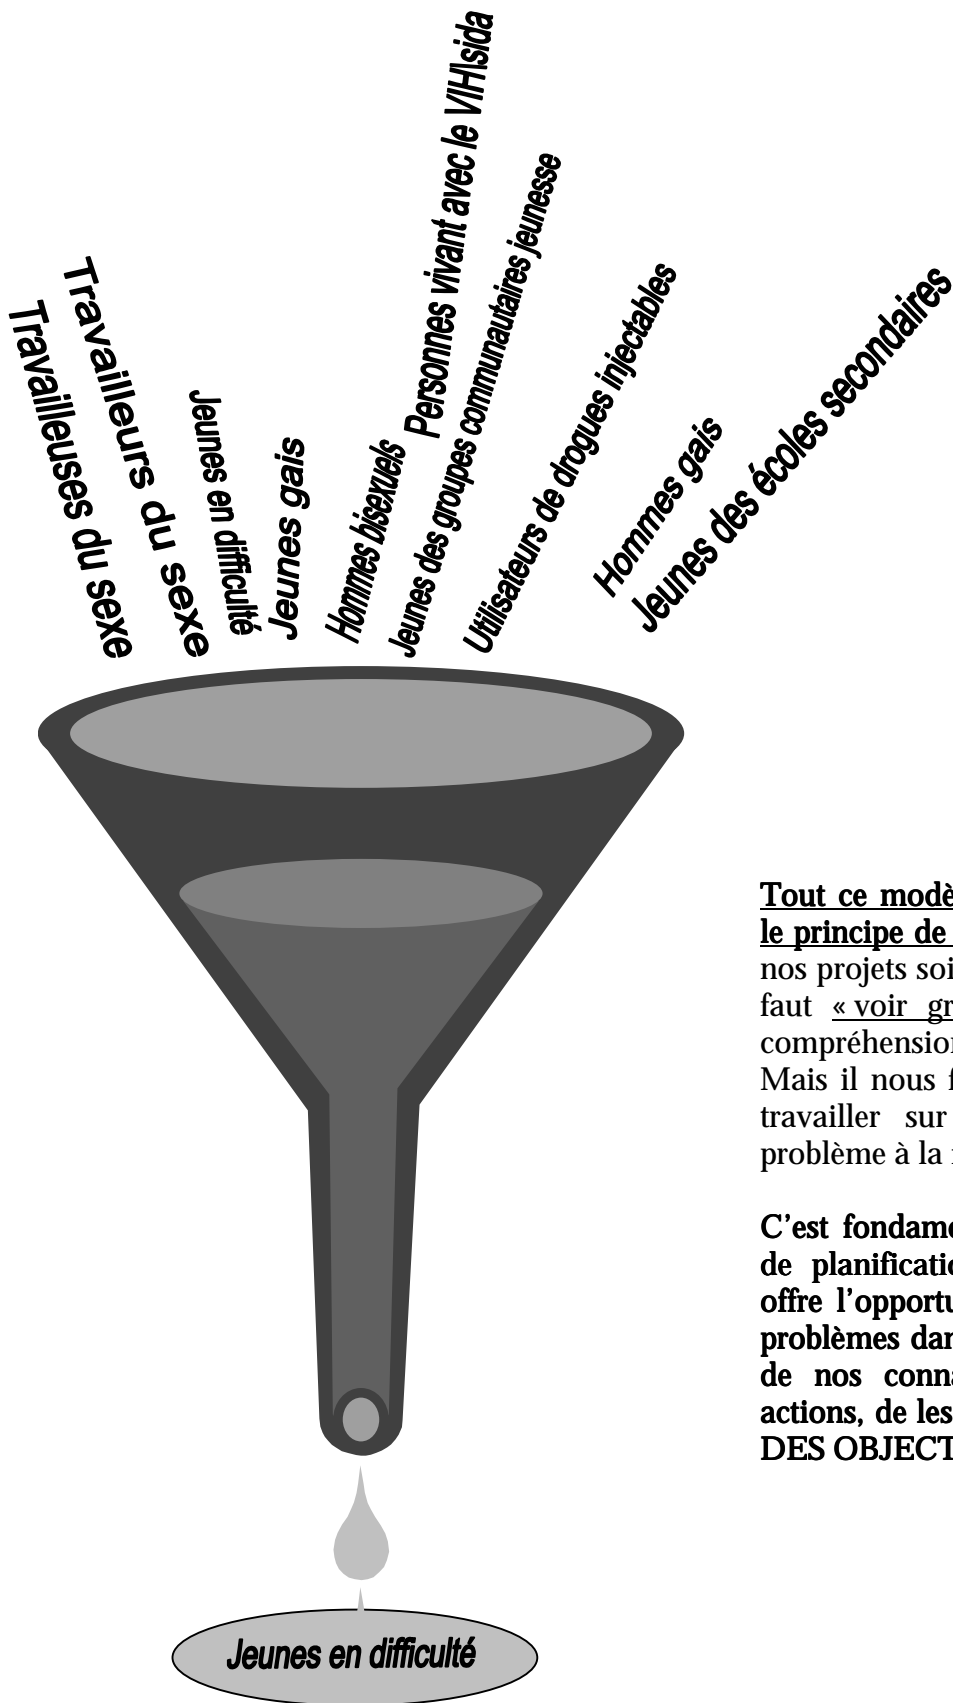 Travailleuses du sexe
Travailleurs du sexe
Jeunes en difficulté
Jeunes gais
Hommes bisexuels
Personnes vivant avec le VIH\sida
Jeunes des groupes communautaires jeunesse
Utilisateurs de drogues injectables
Hommes gais
Jeunes des écoles secondaires
Tout ce modè
le principe de
nos projets soi
faut « voir gr
compréhension
Mais il nous f
travailler sur
problème à la
C’est fondame
de planificatio
offre l’opportu
problèmes dan
de nos conna
actions, de les
DES OBJECT
Jeunes en difficulté